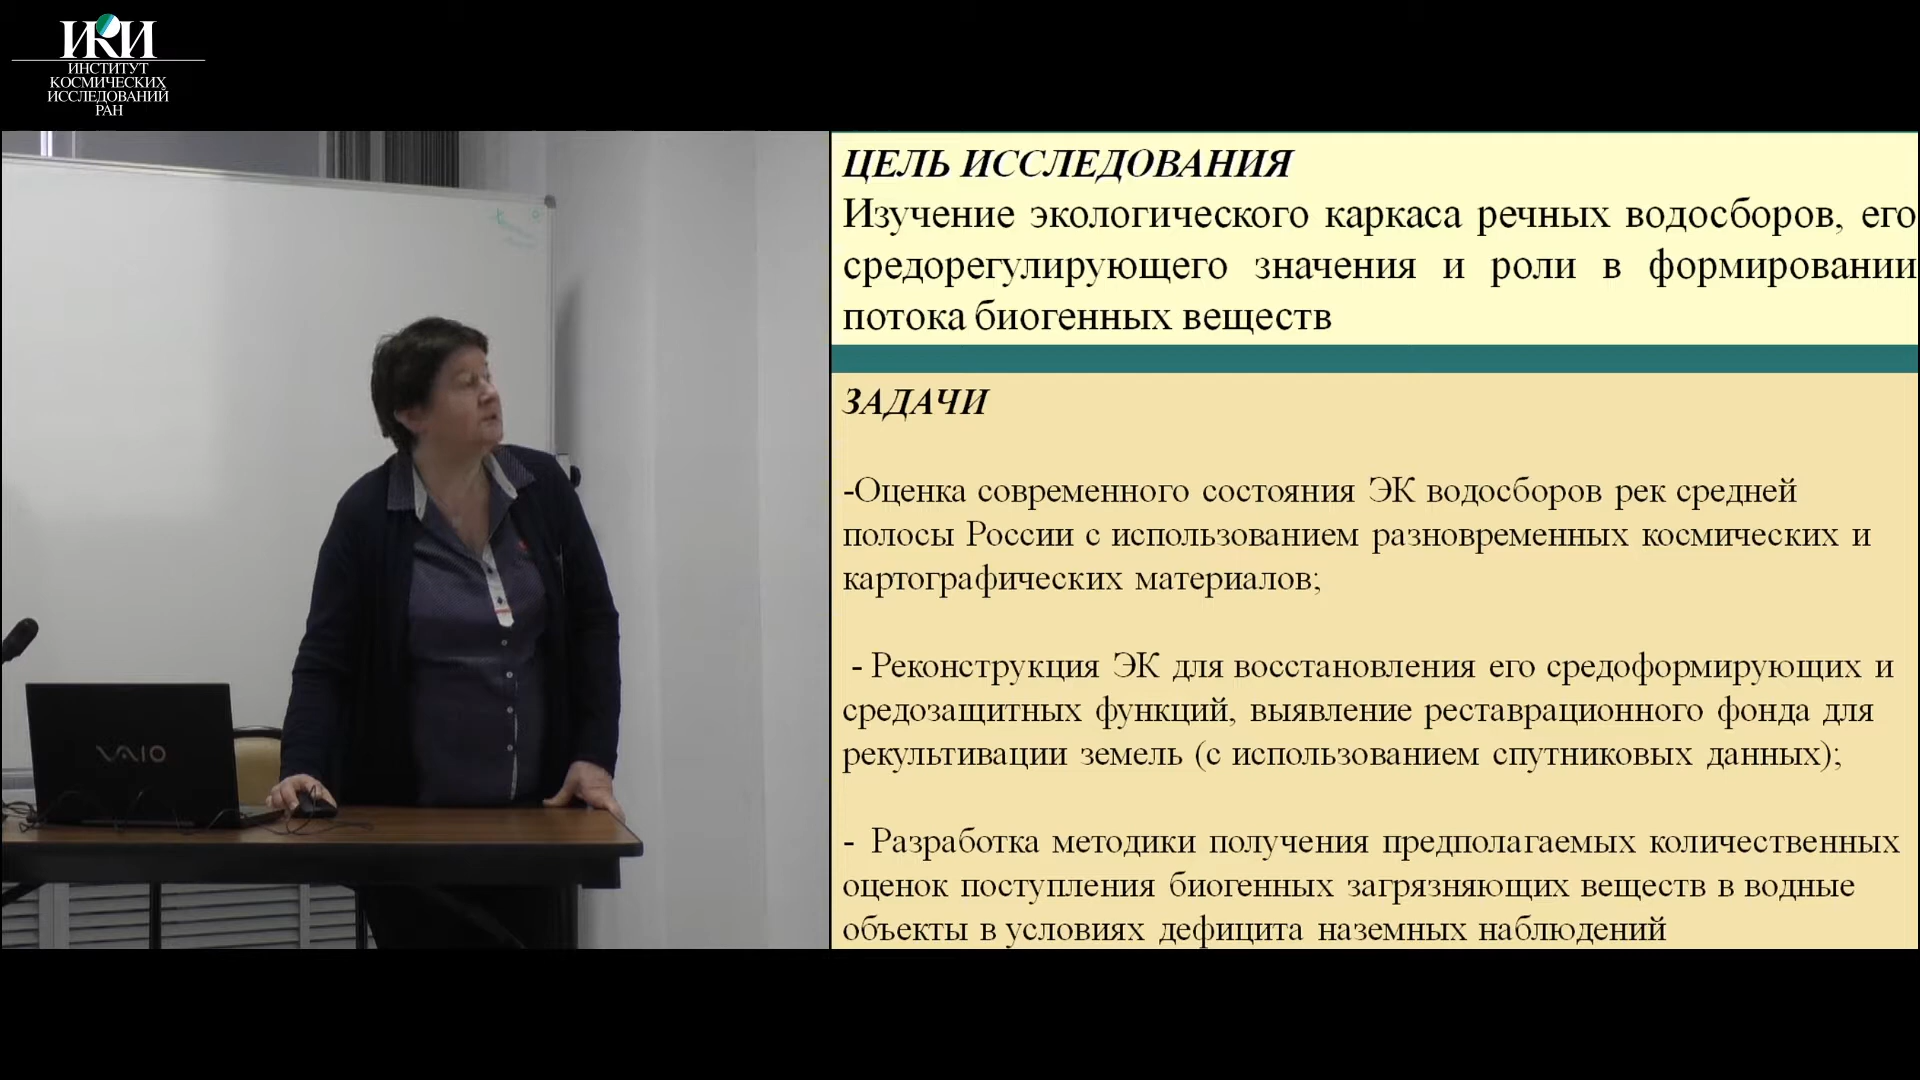 ИКИ
ИНСТИТУТ
КОСМИЧЕСКИХ
ИССЛЕДОВАНИЙ
РАН
ЦЕЛЬ ИССЛЕДОВАНИЯ
Изучение экологического каркаса речных водосборов, его
средорегулирующего значения и роли в формировании
потока биогенных веществ
ЗАДАЧИ
-Оценка современного состояния ЭК водосборов рек средней
полосы России с использованием разновременных космических и
картографических материалов;
- Реконструкция ЭК для восстановления его средоформирующих и
средозащитных функций, выявление реставрационного фонда для
рекультивации земель (с использованием спутниковых данных);
- Разработка методики получения предполагаемых количественных
оценок поступления биогенных загрязняющих веществ в водные
объекты в условиях дефицита наземных наблюдений
VAIO